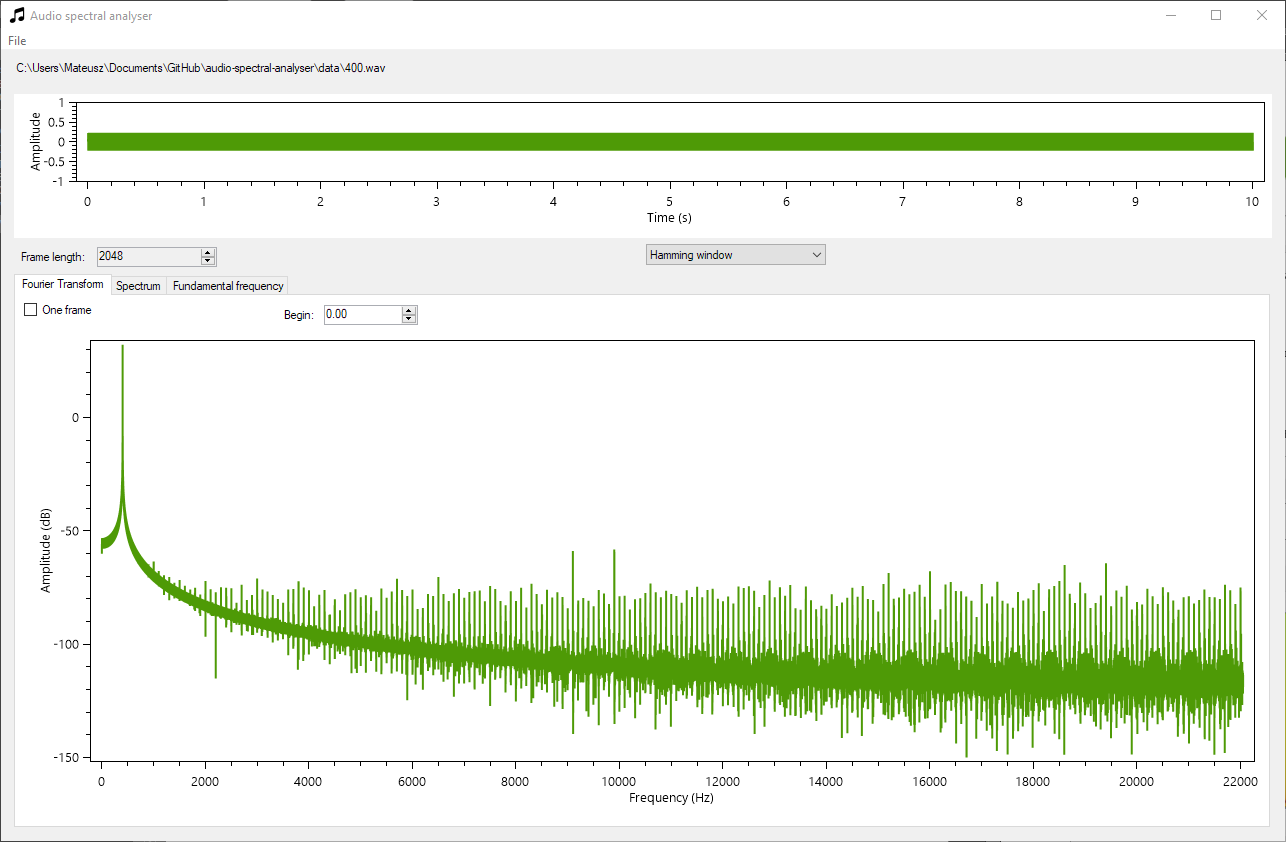 Audio spectral analyser
File
C:\Users\Mateusz\Documents\GitHub\audio-spectral-analyser\data\400.wav
Amplitude
1
0.5
0
-0.5
-1
0 1 2 3 4 5 6 7 8 9 10
Time (s)
Frame length: 2048 Hamming window
Fourier Transform Spectrum Fundamental frequency
One frame Begin: 0.00
Amplitude (dB)
0
-50
-100
-150
0 2000 4000 6000 8000 10000 12000 14000 16000 18000 20000 22000
Frequency (Hz)